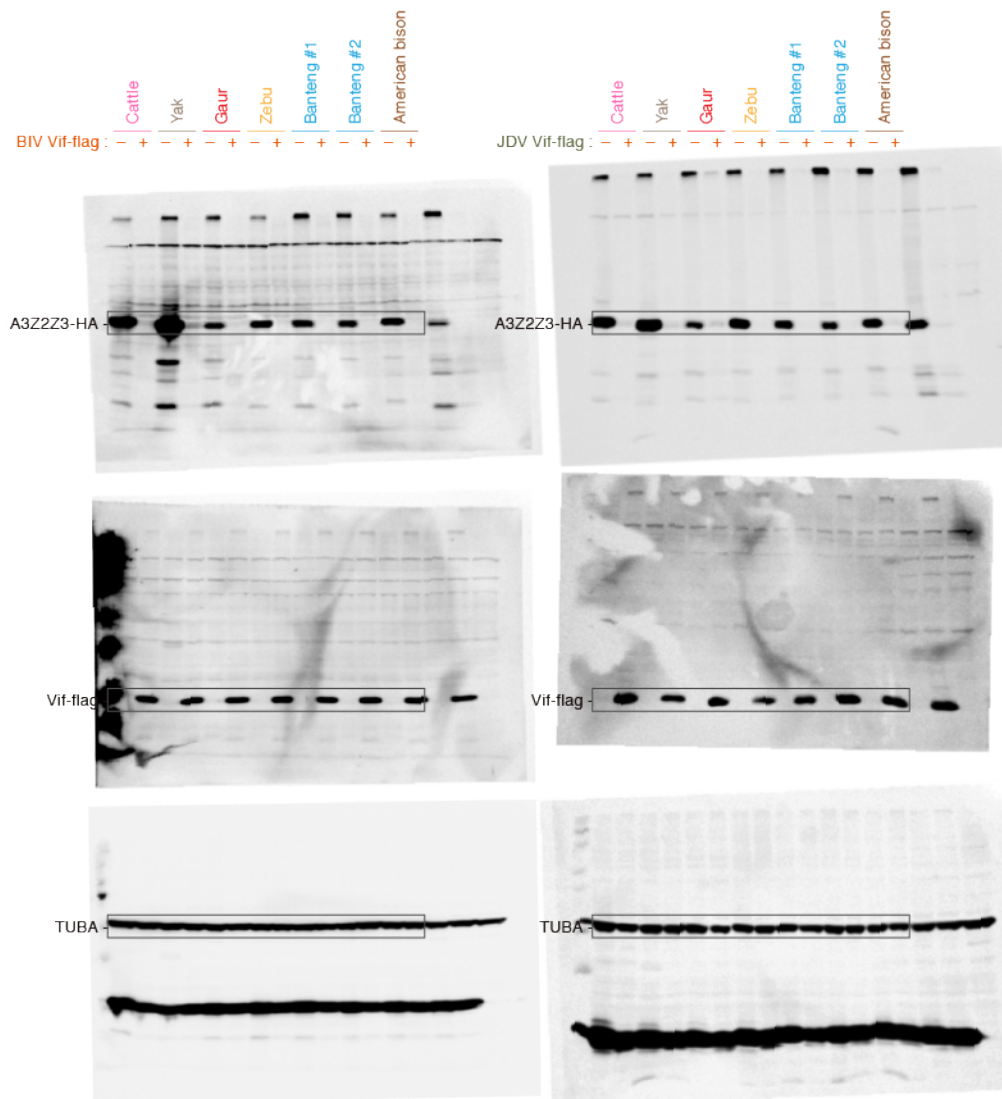 Cattle Yak Gaur Zebu Banteng #1 Banteng #2 American bison
BIV Vif-flag : – + – + – + – + – + – + – +
Cattle Yak Gaur Zebu Banteng #1 Banteng #2 American bison
JDV Vif-flag : – + – + – + – + – + – + – +
A3Z2Z3-HA -
A3Z2Z3-HA -
Vif-flag -
Vif-flag -
TUBA -
TUBA -